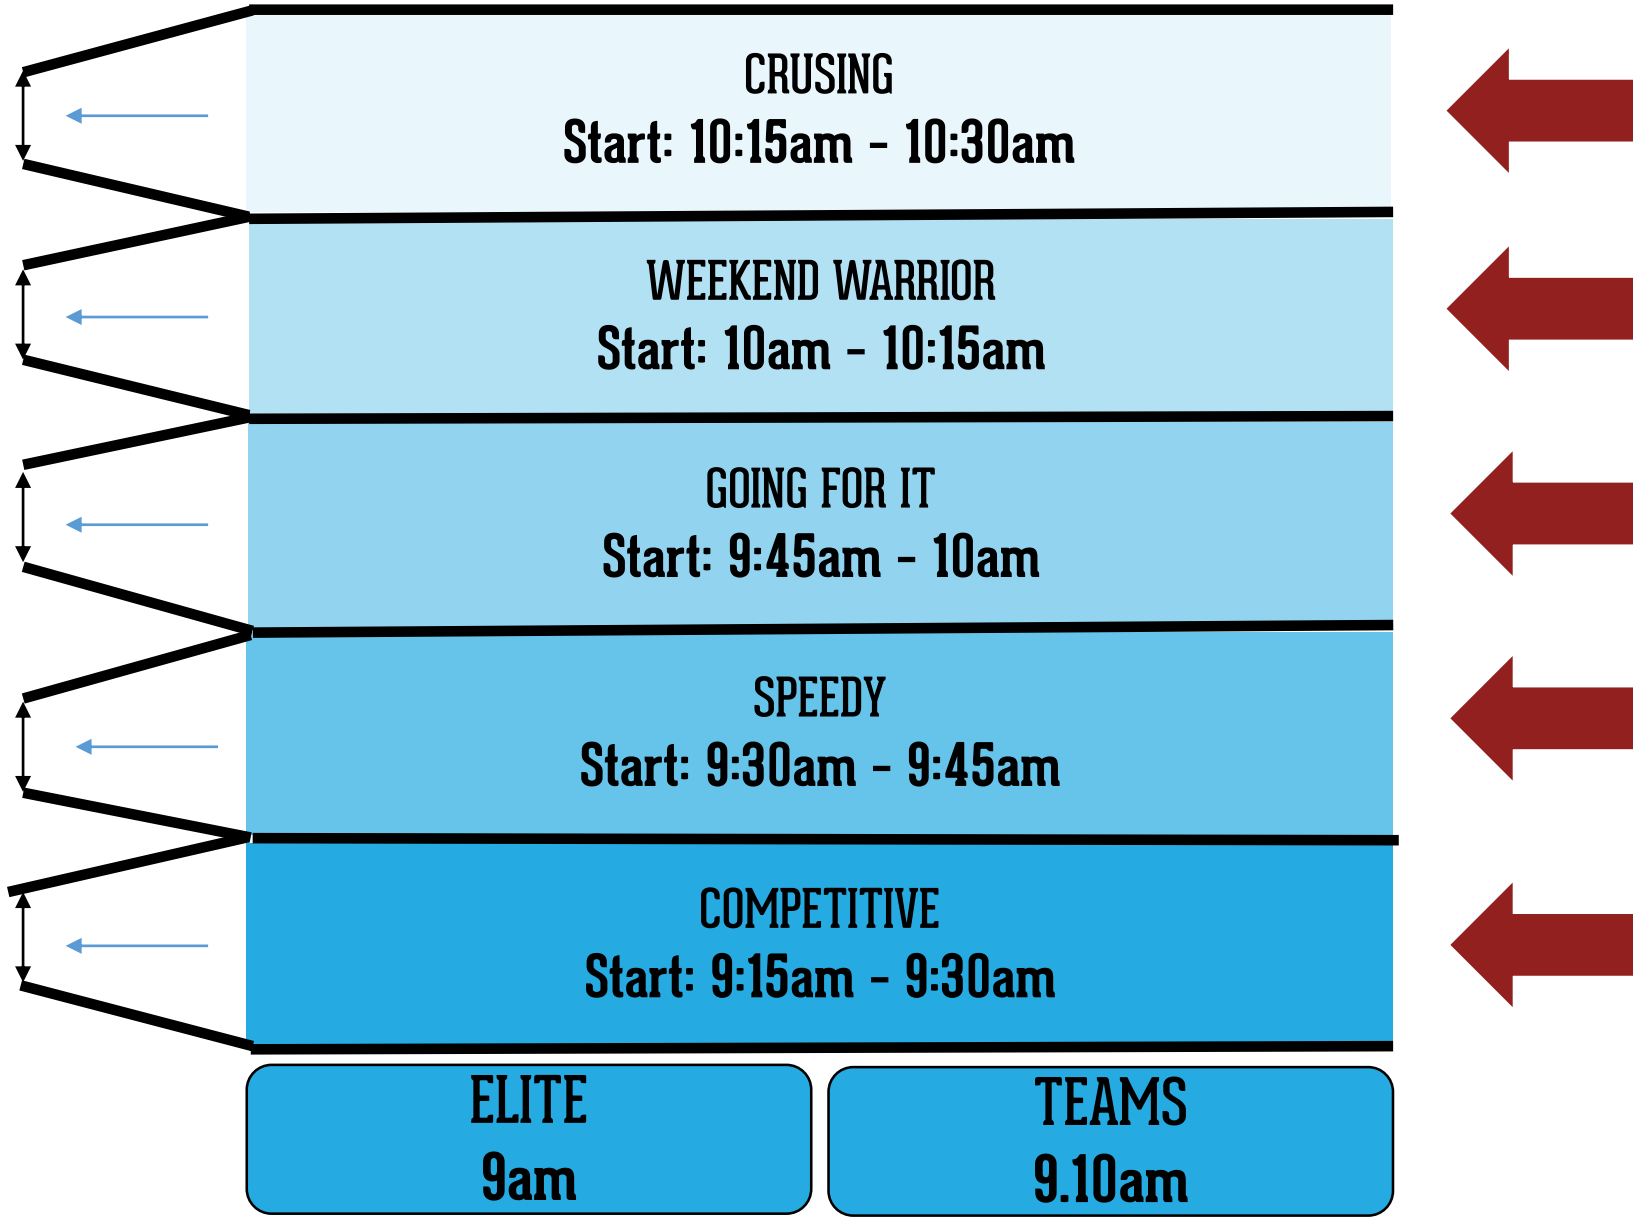 CRUSING
Start: 10:15am - 10:30am
WEEKEND WARRIOR
Start: 10am - 10:15am
GOING FOR IT
Start: 9:45am - 10am
SPEEDY
Start: 9:30am - 9:45am
COMPETITIVE
Start: 9:15am - 9:30am
ELITE
9am
TEAMS
9.10am